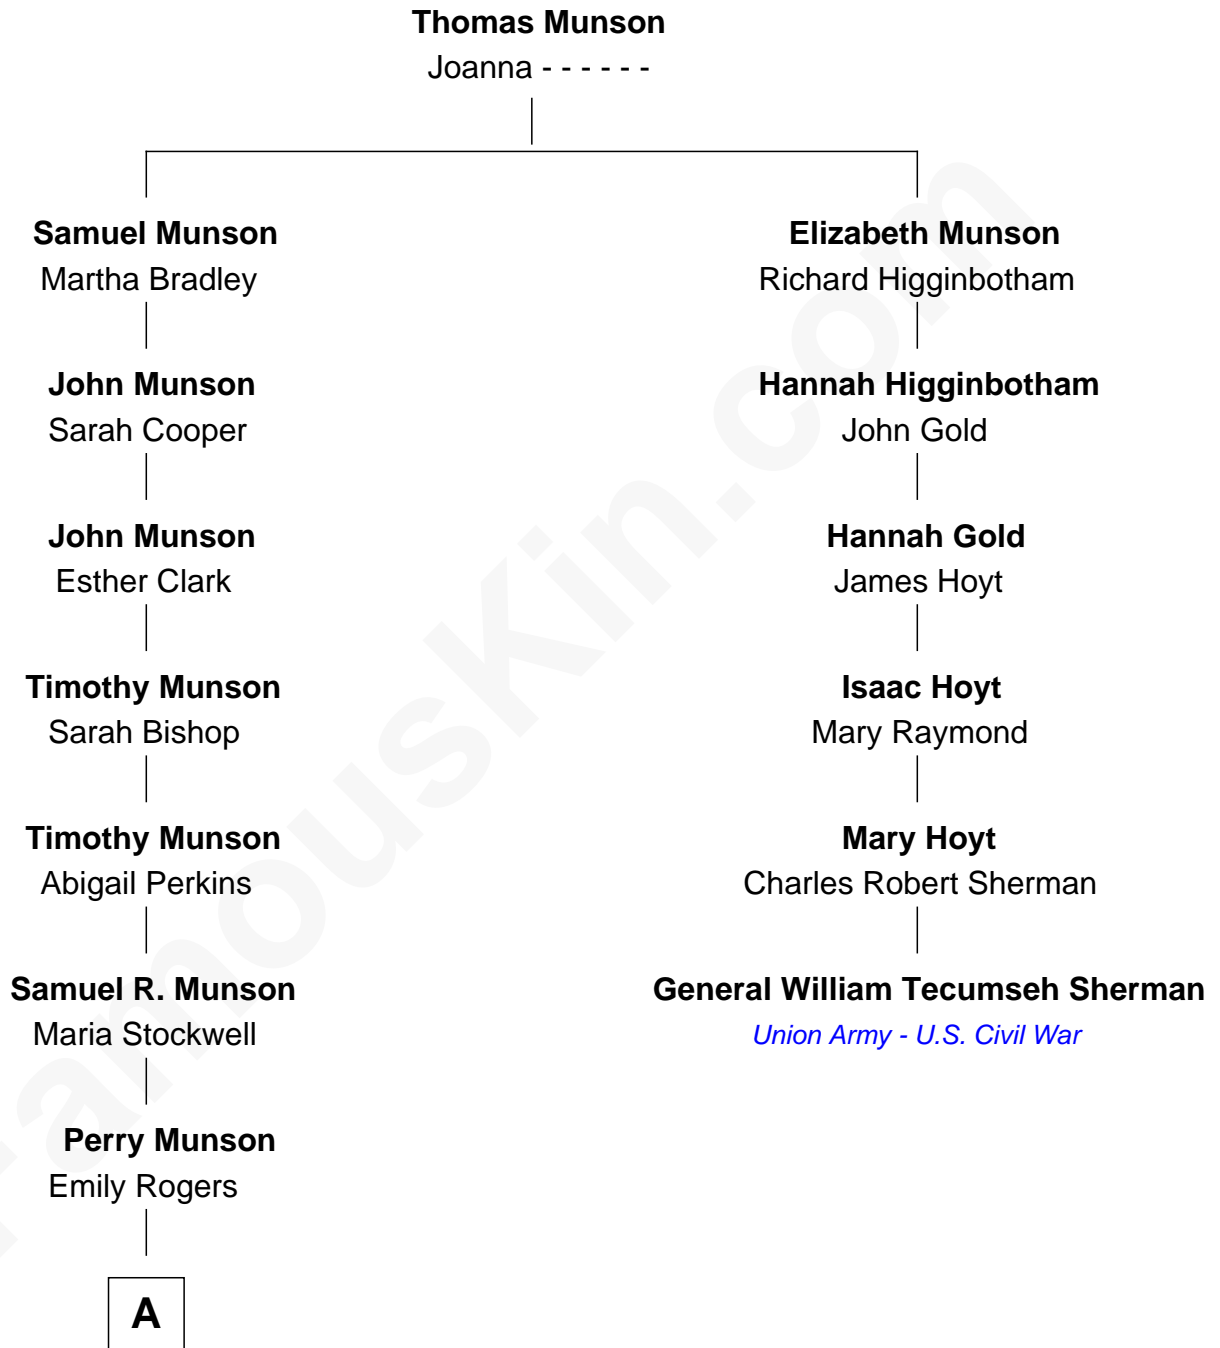 Thomas Munson
Joanna - - - - - -
Samuel Munson
Martha Bradley
Elizabeth Munson
Richard Higginbotham
John Munson
Sarah Cooper
Hannah Higginbotham
John Gold
John Munson
Esther Clark
Hannah Gold
James Hoyt
Timothy Munson
Sarah Bishop
Isaac Hoyt
Mary Raymond
Timothy Munson
Abigail Perkins
Mary Hoyt
Charles Robert Sherman
Samuel R. Munson
Maria Stockwell
General William Tecumseh Sherman
Union Army - U.S. Civil War
Perry Munson
Emily Rogers
A
FamousKin.com